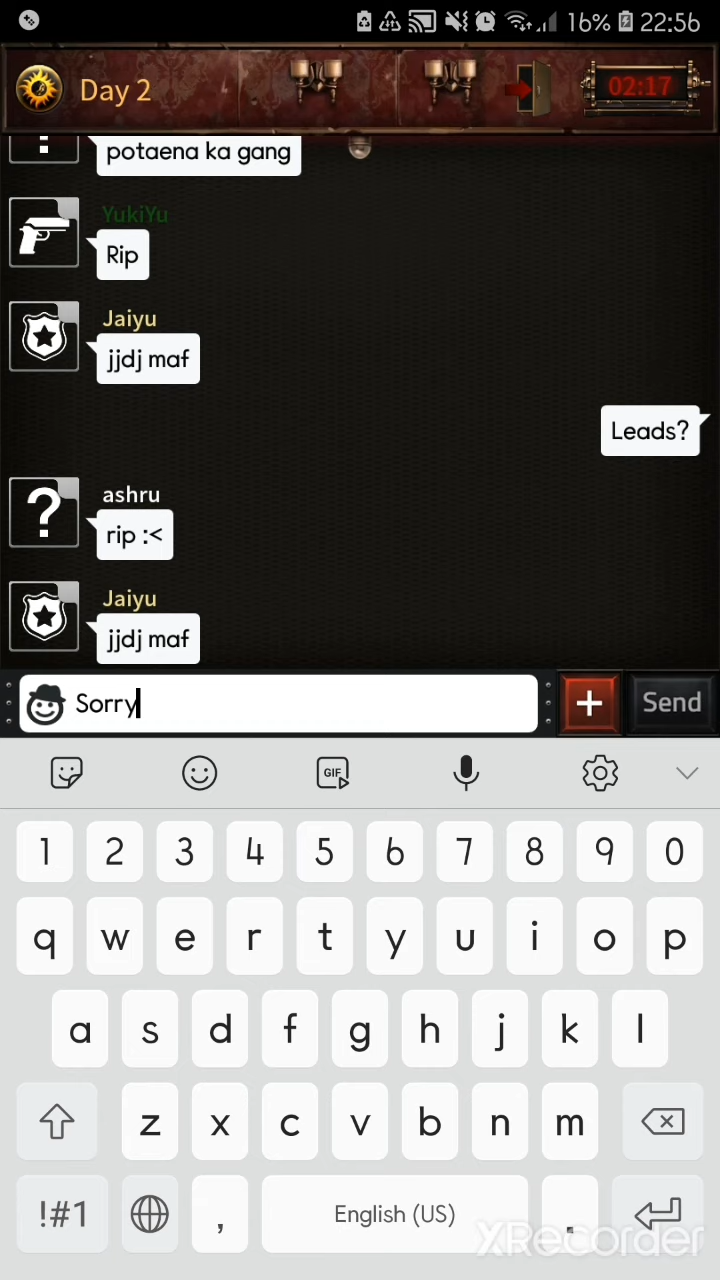 16% 22:56
Day 2
02:17
potaena ka gang
YukiYu
Rip
Jaiyu
jjdj maf
Leads?
ashru
rip :<
Jaiyu
jjdj maf
Sorry
+ Send
GIF
1 2 3 4 5 6 7 8 9 0
q w e r t y u i o p
a s d f g h j k l
z x c v b n m
!#1 , English (US) .
XRecorder